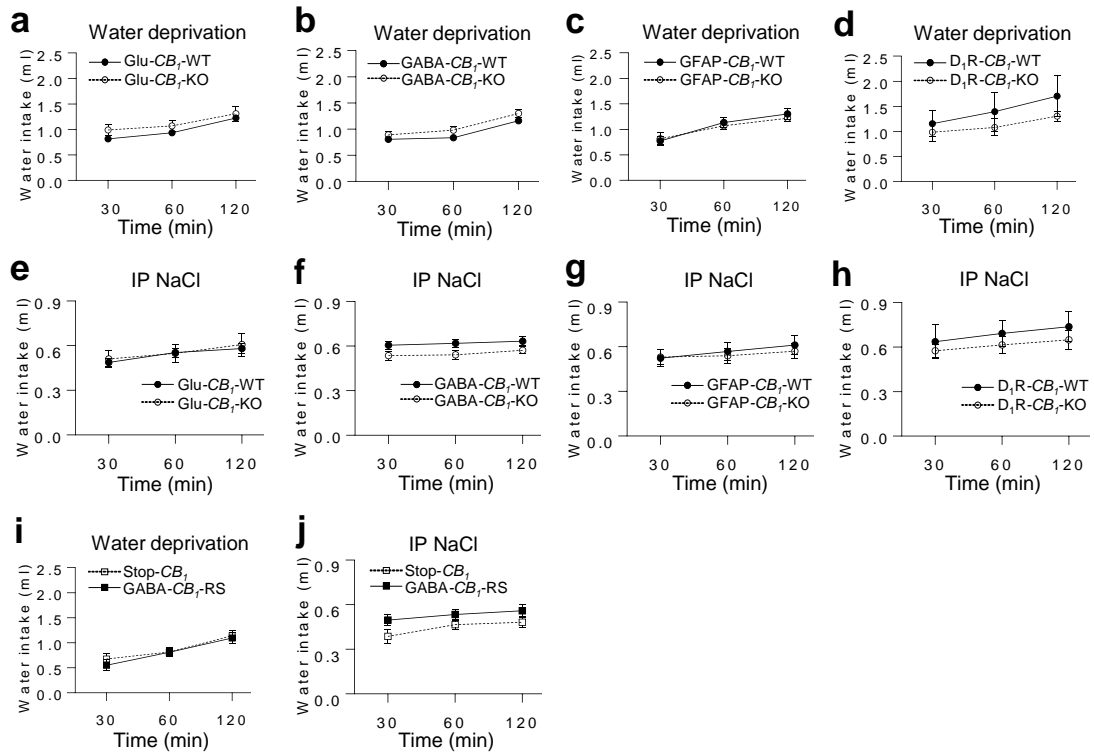 a
Water deprivation
Glu-CB₁-WT
Glu-CB₁-KO
Water intake (ml)
2.5
2.0
1.5
1.0
0.5
0.0
30 60 120
Time (min)
b
Water deprivation
GABA-CB₁-WT
GABA-CB₁-KO
Water intake (ml)
2.5
2.0
1.5
1.0
0.5
0.0
30 60 120
Time (min)
c
Water deprivation
GFAP-CB₁-WT
GFAP-CB₁-KO
Water intake (ml)
2.5
2.0
1.5
1.0
0.5
0.0
30 60 120
Time (min)
d
Water deprivation
D₁R-CB₁-WT
D₁R-CB₁-KO
Water intake (ml)
2.5
2.0
1.5
1.0
0.5
0.0
30 60 120
Time (min)
e
IP NaCl
Water intake (ml)
0.9
0.6
0.3
0.0
Glu-CB₁-WT
Glu-CB₁-KO
30 60 120
Time (min)
f
IP NaCl
Water intake (ml)
0.9
0.6
0.3
0.0
GABA-CB₁-WT
GABA-CB₁-KO
30 60 120
Time (min)
g
IP NaCl
Water intake (ml)
0.9
0.6
0.3
0.0
GFAP-CB₁-WT
GFAP-CB₁-KO
30 60 120
Time (min)
h
IP NaCl
Water intake (ml)
0.9
0.6
0.3
0.0
D₁R-CB₁-WT
D₁R-CB₁-KO
30 60 120
Time (min)
i
Water deprivation
Stop-CB₁
GABA-CB₁-RS
Water intake (ml)
2.5
2.0
1.5
1.0
0.5
0.0
30 60 120
Time (min)
j
IP NaCl
Stop-CB₁
GABA-CB₁-RS
Water intake (ml)
0.9
0.6
0.3
0.0
30 60 120
Time (min)